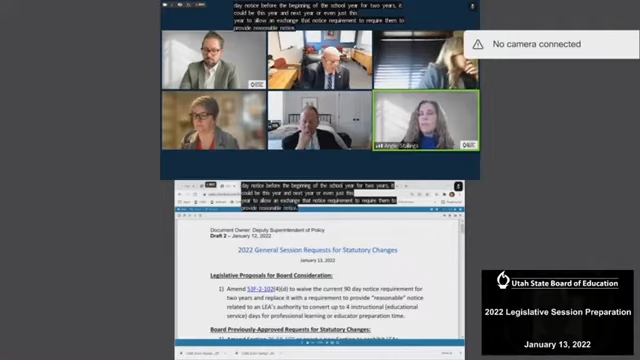 day notice before the beginning of the school year for two years, it
could be this year and next year or even just this
year to allow an exchange that notice requirement to require them to
provide reasonable notice.
No camera connected
Angie Stallings
day notice before the beginning of the school year for two years, it
could be this year and next year or even just this
year to allow an exchange that notice requirement to require them to
provide reasonable notice.
Document Owner: Deputy Superintendent of Policy
Draft 2 – January 12, 2022
2022 General Session Requests for Statutory Changes
January 13, 2022
Legislative Proposals for Board Consideration:
1) Amend 53F-2-102(4)(d) to waive the current 90 day notice requirement for
two years and replace it with a requirement to provide “reasonable” notice
related to an LEA’s authority to convert up to 4 instructional (educational
service) days for professional learning or educator preparation time.
Board Previously-Approved Requests for Statutory Changes:
Utah State Board of Education
2022 Legislative Session Preparation
January 13, 2022